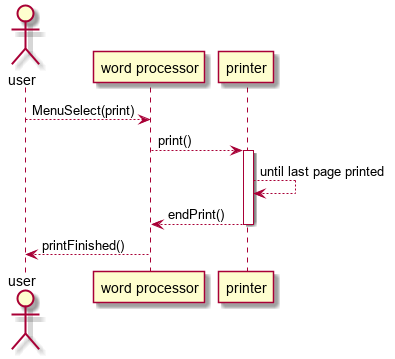 user
word processor
printer
MenuSelect(print)
print()
until last page printed
endPrint()
printFinished()
user
word processor
printer